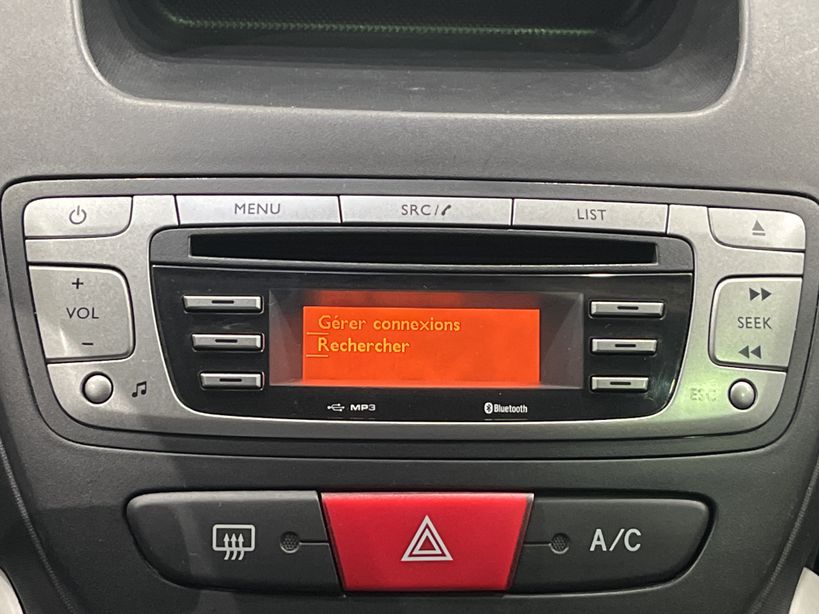 MENU
SRC/
LIST
+
VOL
-
SEEK
Gérer connexions
Rechercher
ESC
MP3
Bluetooth
A/C